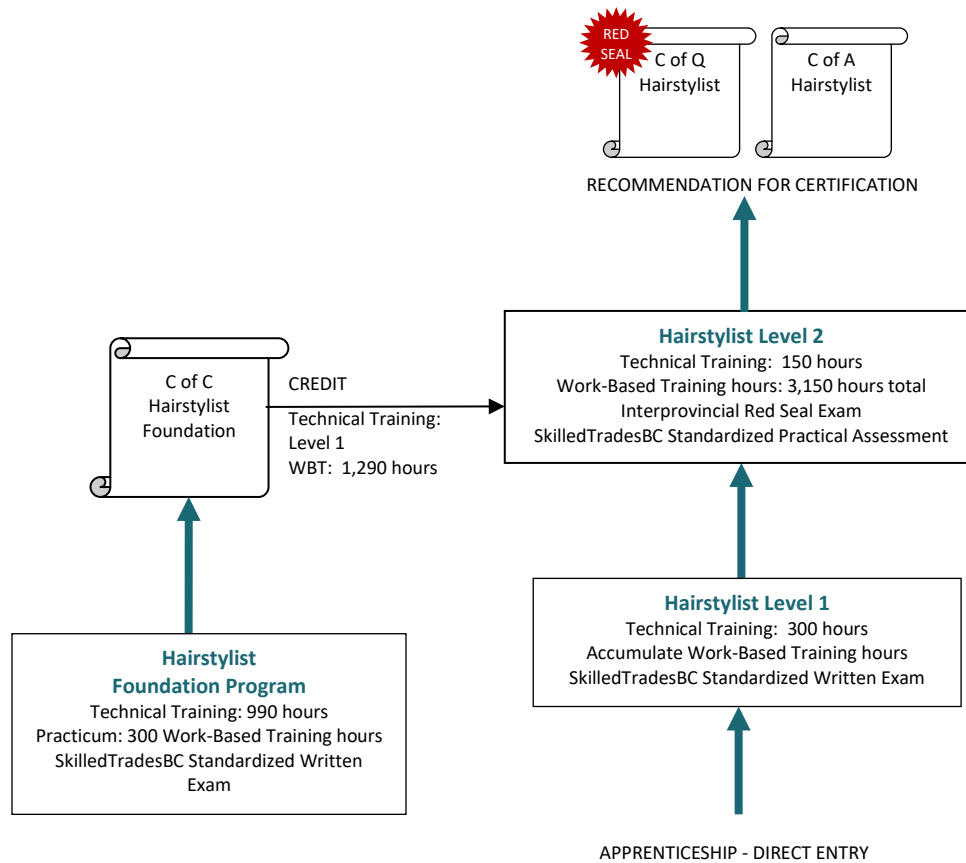 RED
SEAL
C of Q
Hairstylist
C of A
Hairstylist
RECOMMENDATION FOR CERTIFICATION
Hairstylist Level 2
Technical Training: 150 hours
Work-Based Training hours: 3,150 hours total
Interprovincial Red Seal Exam
SkilledTradesBC Standardized Practical Assessment
C of C
Hairstylist
Foundation
CREDIT
Technical Training:
Level 1
WBT: 1,290 hours
Hairstylist Level 1
Technical Training: 300 hours
Accumulate Work-Based Training hours
SkilledTradesBC Standardized Written Exam
Hairstylist
Foundation Program
Technical Training: 990 hours
Practicum: 300 Work-Based Training hours
SkilledTradesBC Standardized Written
Exam
APPRENTICESHIP - DIRECT ENTRY